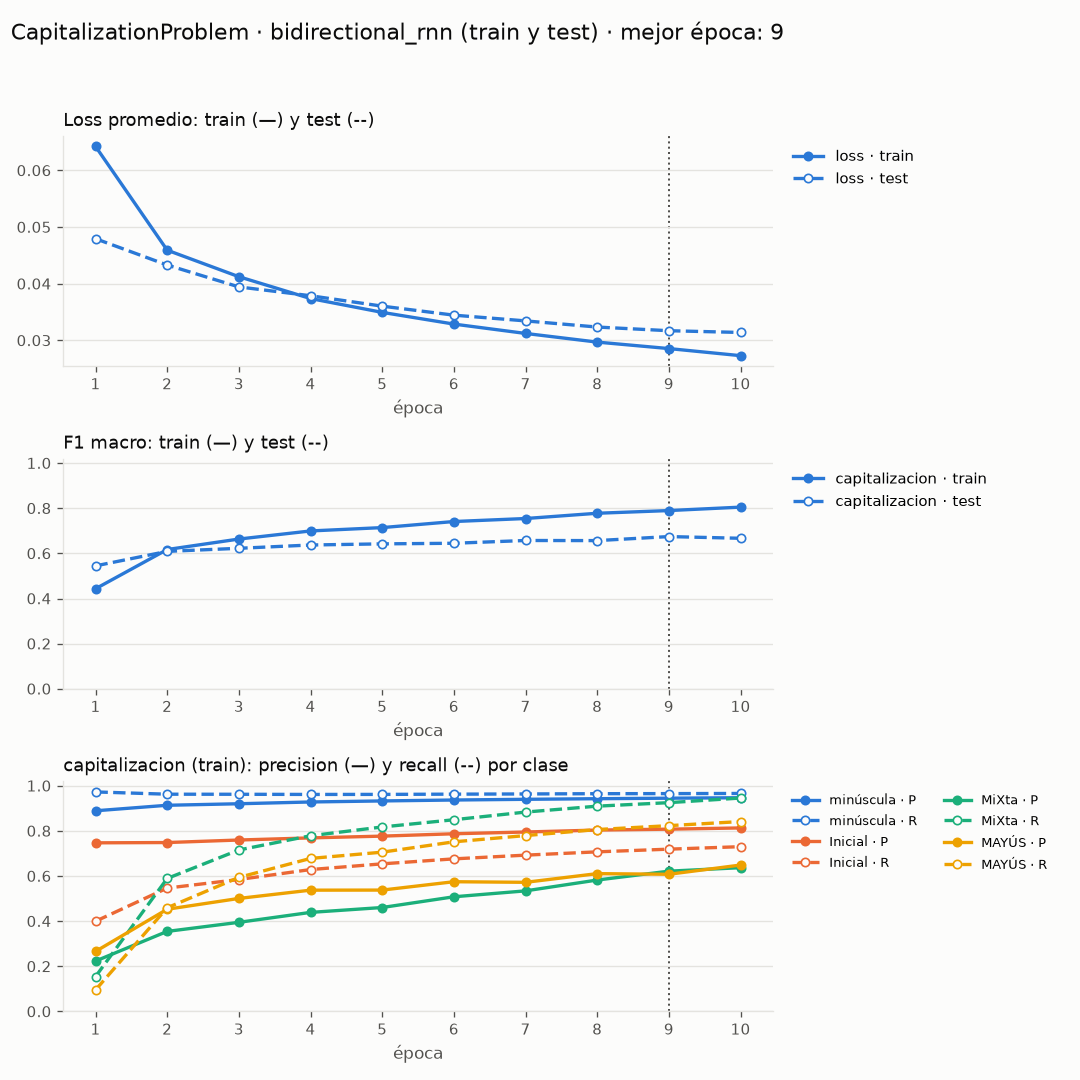 CapitalizationProblem · bidirectional_rnn (train y test) · mejor época: 9
Loss promedio: train (—) y test (--)
0.06
0.05
0.04
0.03
1 2 3 4 5 6 7 8 9 10
época
loss · train
loss · test
F1 macro: train (—) y test (--)
1.0
0.8
0.6
0.4
0.2
0.0
1 2 3 4 5 6 7 8 9 10
época
capitalizacion · train
capitalizacion · test
capitalizacion (train): precision (—) y recall (--) por clase
1.0
0.8
0.6
0.4
0.2
0.0
1 2 3 4 5 6 7 8 9 10
época
minúscula · P
minúscula · R
Inicial · P
Inicial · R
MiXta · P
MiXta · R
MAYÚS · P
MAYÚS · R